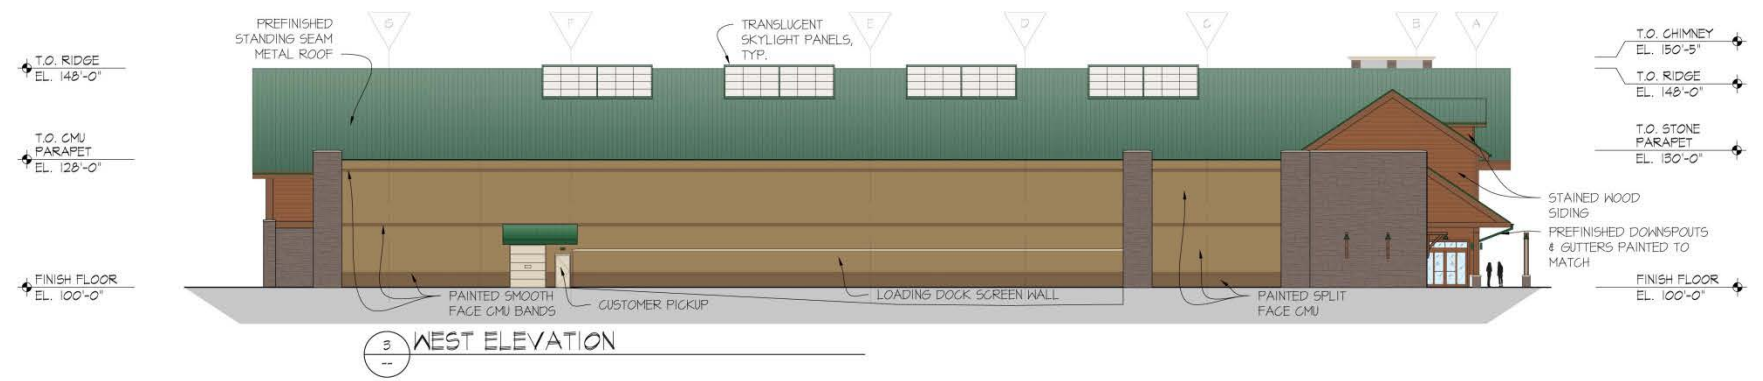 G F E D C B A
PREFINISHED
STANDING SEAM
METAL ROOF
TRANSLUCENT
SKYLIGHT PANELS,
TYP.
T.O. RIDGE
EL. 148'-0"
T.O. CMU
PARAPET
EL. 128'-0"
FINISH FLOOR
EL. 100'-0"
T.O. CHIMNEY
EL. 150'-5"
T.O. RIDGE
EL. 148'-0"
T.O. STONE
PARAPET
EL. 130'-0"
STAINED WOOD
SIDING
PREFINISHED DOWNSPOUTS
& GUTTERS PAINTED TO
MATCH
FINISH FLOOR
EL. 100'-0"
PAINTED SMOOTH
FACE CMU BANDS
CUSTOMER PICKUP
LOADING DOCK SCREEN WALL
PAINTED SPLIT
FACE CMU
3
--
WEST ELEVATION